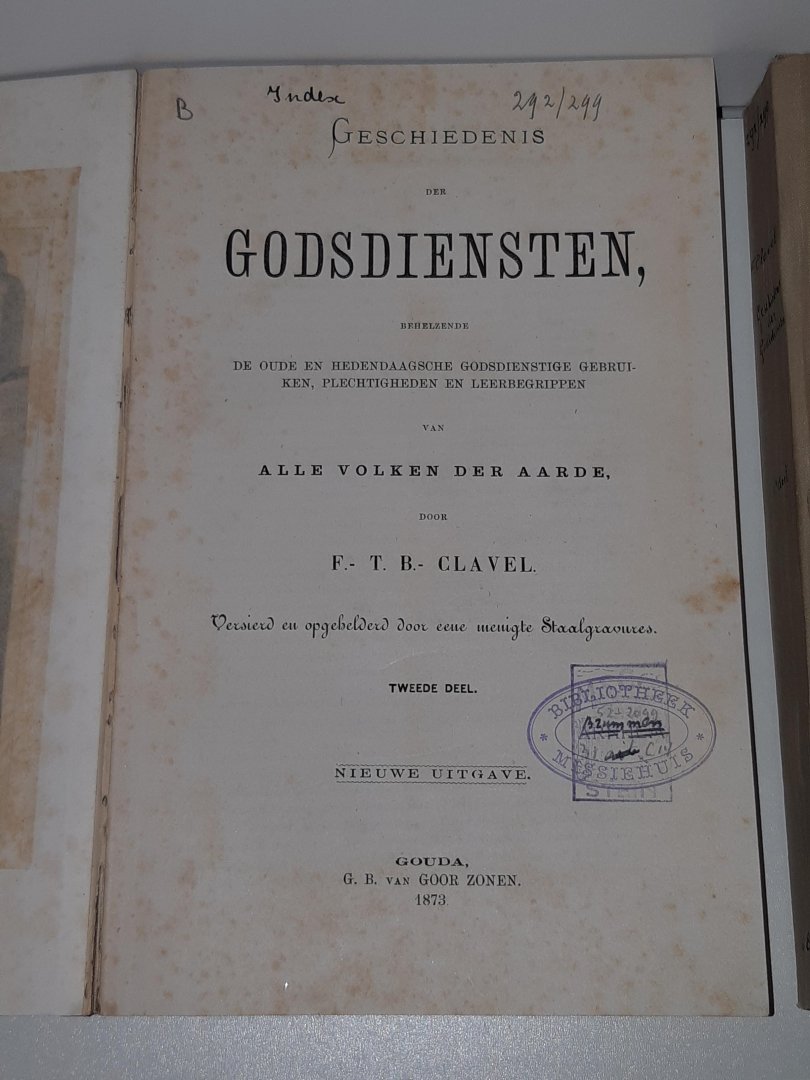 B Index 292/299
GESCHIEDENIS
DER
GODSDIENSTEN,
BEHELZENDE
DE OUDE EN HEDENDAAGSCHE GODSDIENSTIGE GEBRUI-
KEN, PLECHTIGHEDEN EN LEERBEGRIPPEN
VAN
ALLE VOLKEN DER AARDE,
DOOR
F.- T. B.- CLAVEL.
Versierd en opgehelderd door eene menigte Staalgravures.
TWEEDE DEEL.
BIBLIOTHEEK
Brummen
MISSIEHUIS
NIEUWE UITGAVE.
GOUDA,
G. B. VAN GOOR ZONEN.
1873